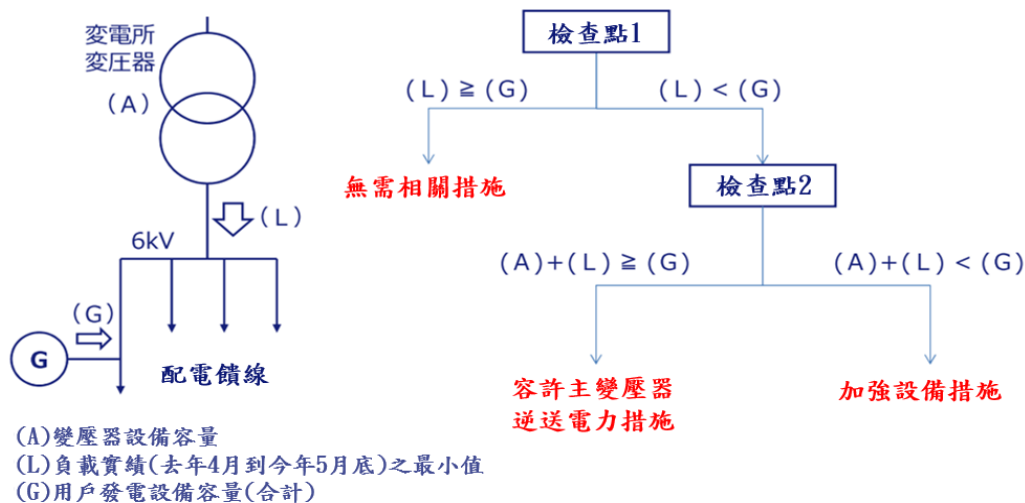 変電所
変圧器
(A)
(L)
6kV
(G)
G
配電饋線
(A)變壓器設備容量
(L)負載實績(去年4月到今年5月底)之最小值
(G)用戶發電設備容量(合計)
檢查點1
(L) ≧ (G)
(L) < (G)
無需相關措施
檢查點2
(A)+(L) ≧ (G)
(A)+(L) < (G)
容許主變壓器
逆送電力措施
加強設備措施